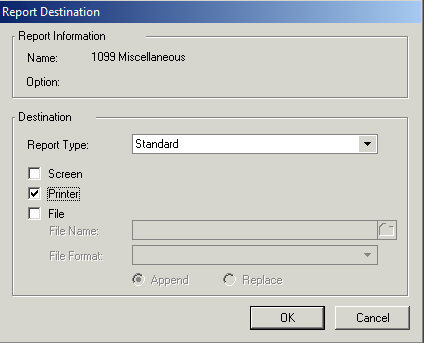 Report Destination
Report Information
Name: 1099 Miscellaneous
Option:
Destination
Report Type: Standard
Screen
Printer
File
File Name:
File Format:
Append Replace
OK Cancel